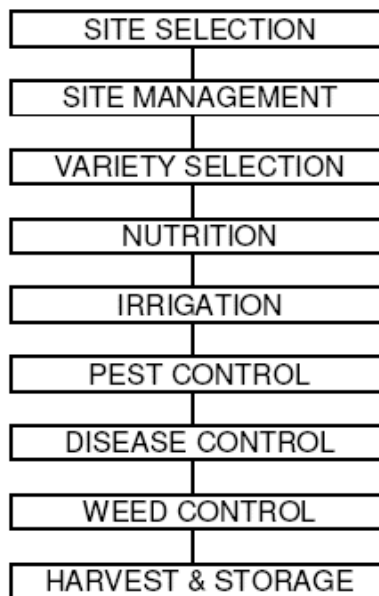 SITE SELECTION
SITE MANAGEMENT
VARIETY SELECTION
NUTRITION
IRRIGATION
PEST CONTROL
DISEASE CONTROL
WEED CONTROL
HARVEST & STORAGE